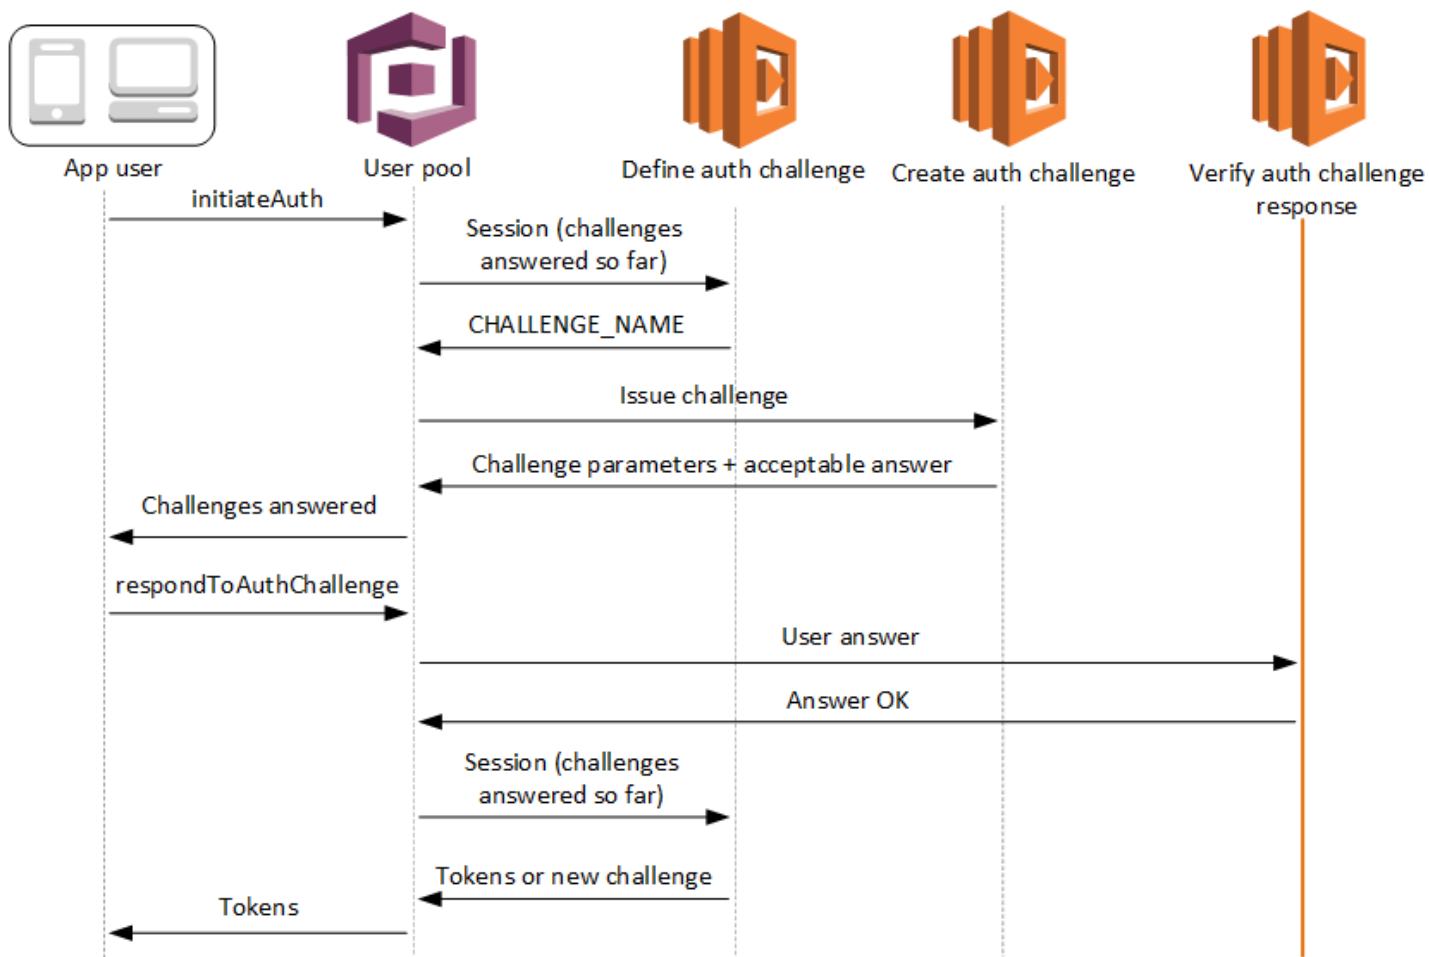 App user
User pool
Define auth challenge
Create auth challenge
Verify auth challenge
response
initiateAuth
Session (challenges
answered so far)
CHALLENGE_NAME
Issue challenge
Challenge parameters + acceptable answer
Challenges answered
respondToAuthChallenge
User answer
Answer OK
Session (challenges
answered so far)
Tokens or new challenge
Tokens